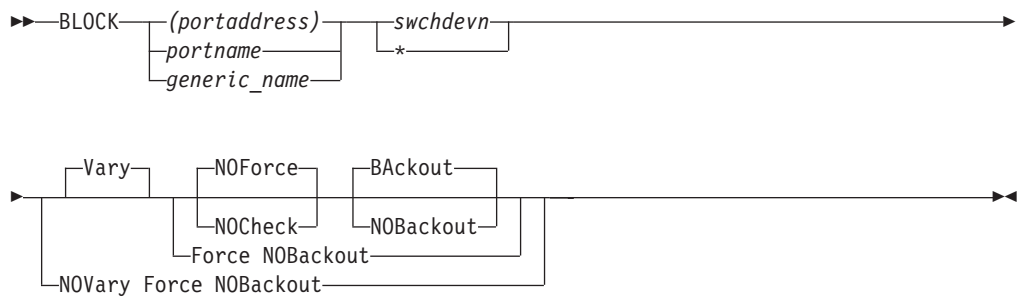 BLOCK (portaddress) swchdevn
portname *
generic_name
Vary NOForce BAckout
NOCheck NOBackout
Force NOBackout
NOVary Force NOBackout